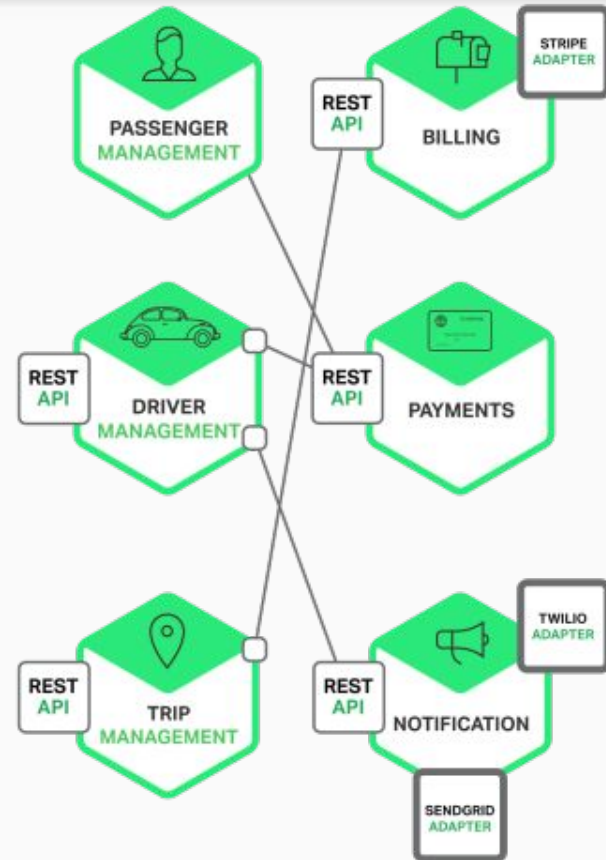 PASSENGER
MANAGEMENT
REST
API
BILLING
STRIPE
ADAPTER
REST
API
DRIVER
MANAGEMENT
REST
API
PAYMENTS
REST
API
TRIP
MANAGEMENT
REST
API
NOTIFICATION
TWILIO
ADAPTER
SENDGRID
ADAPTER